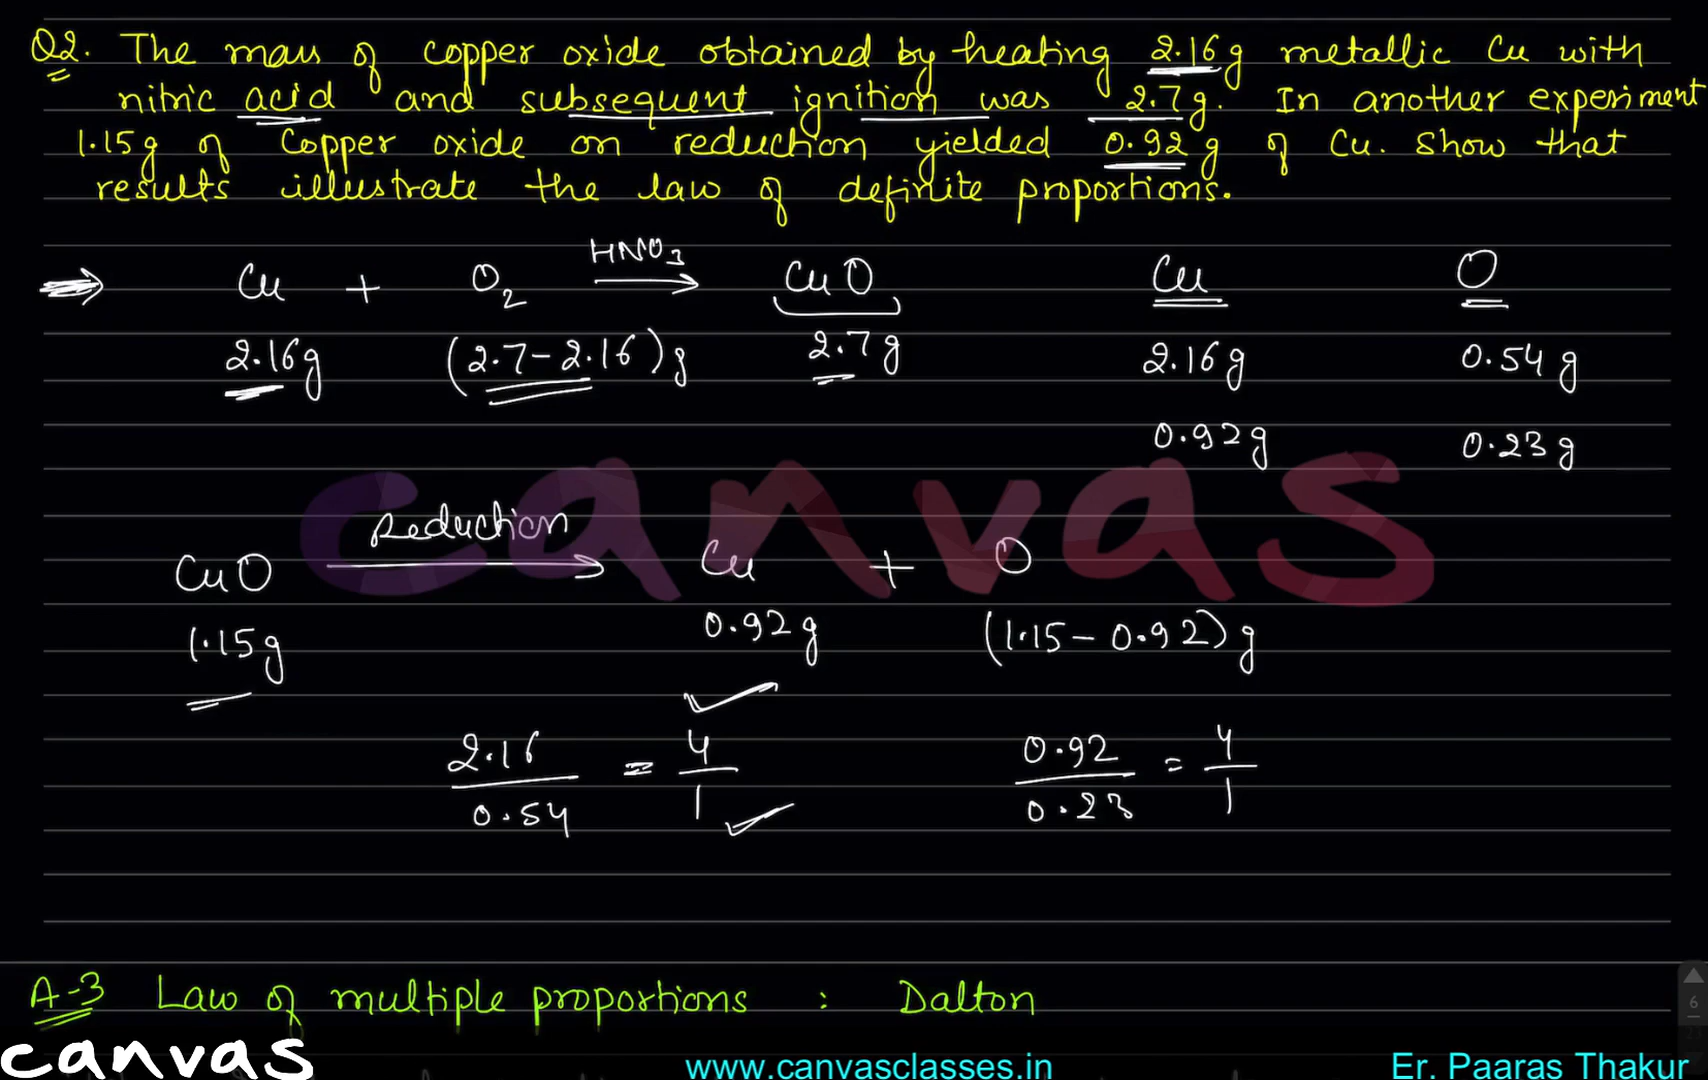 Q2. The mass of copper oxide obtained by heating 2.16g metallic Cu with
nitric acid and subsequent ignition was 2.7g. In another experiment
1.15g of Copper oxide on reduction yielded 0.92g of Cu. Show that
results illustrate the law of definite proportions.
Cu + O2 HNO3 → CuO Cu O
2.16g (2.7-2.16)g 2.7g 2.16g 0.54g
0.92g 0.23g
canvas
CuO Reduction → Cu + O
1.15g 0.92g (1.15-0.92)g
2.16/0.54 = 4/1 0.92/0.23 = 4/1
A-3 Law of multiple proportions : Dalton
6
canvas www.canvasclasses.in Er. Paaras Thakur